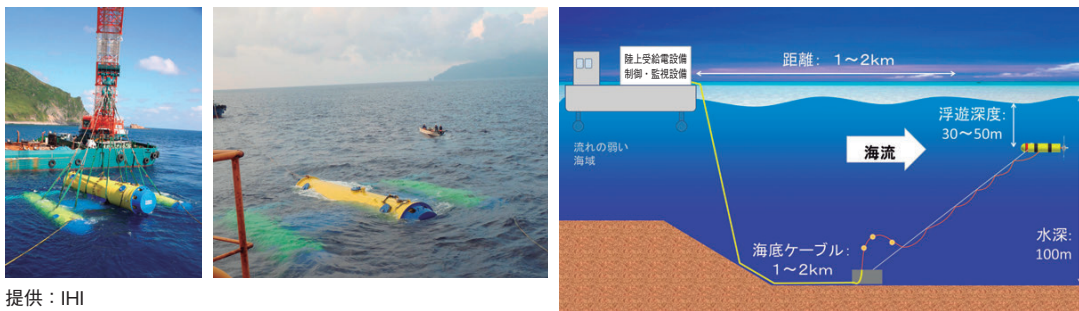 陸上受給電設備
制御・監視設備
距離： 1～2km
浮遊深度：
30～50m
流れの弱い
海域
海流
水深：
100m
海底ケーブル：
1～2km
提供：IHI